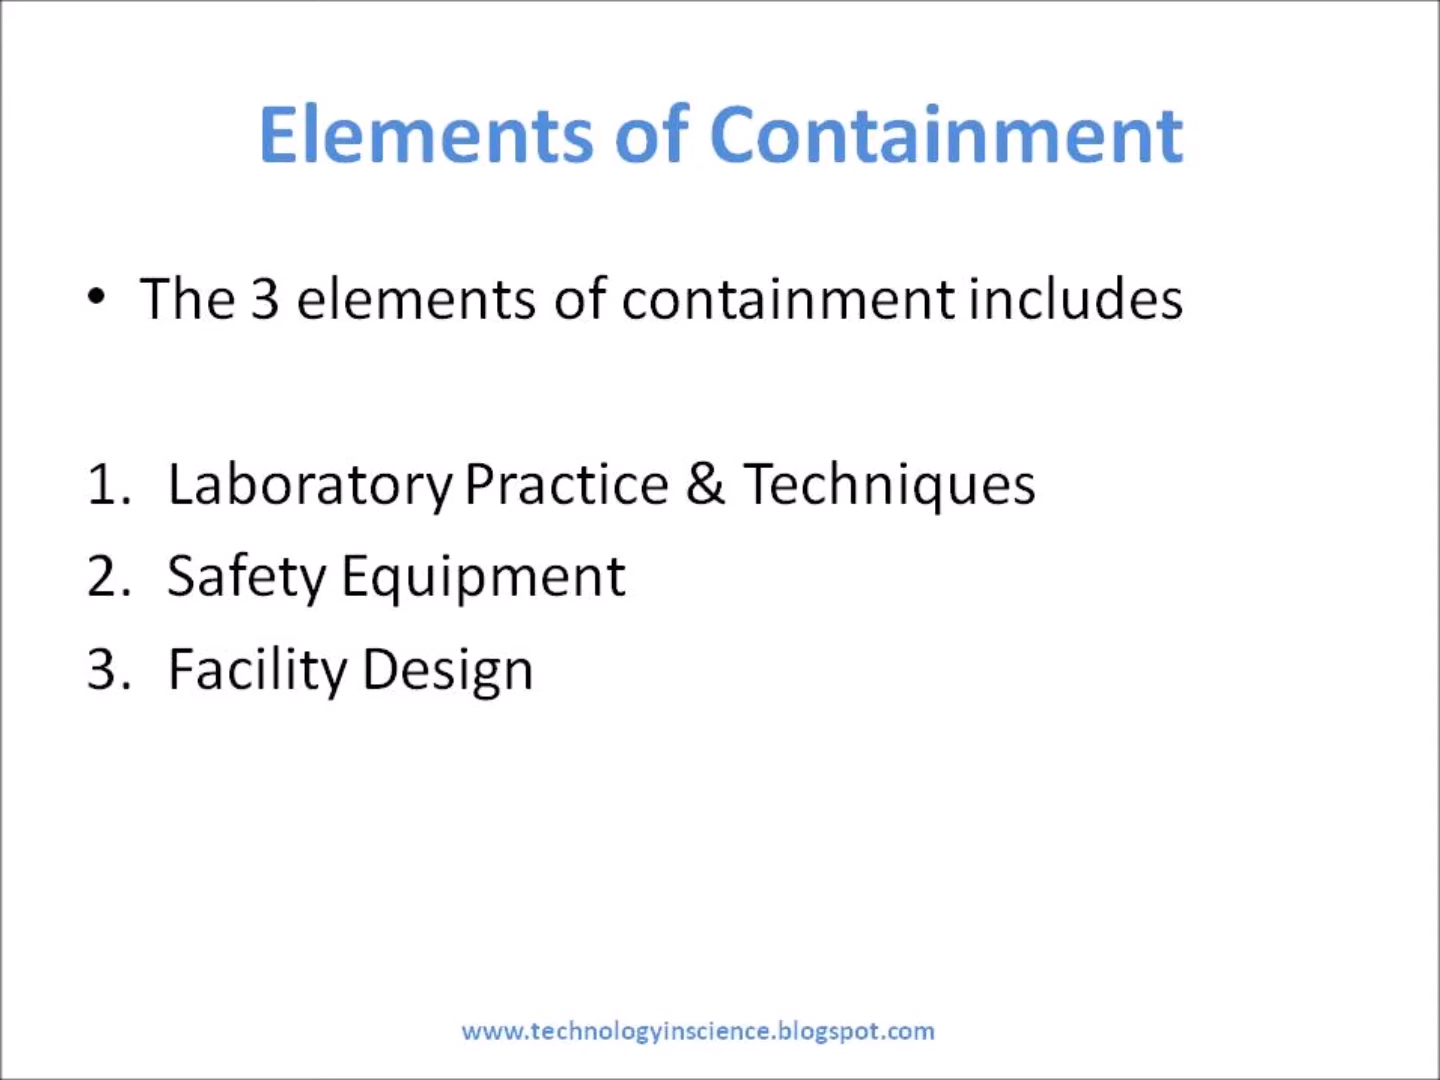 Elements of Containment
• The 3 elements of containment includes
1. Laboratory Practice & Techniques
2. Safety Equipment
3. Facility Design
www.technologyinscience.blogspot.com